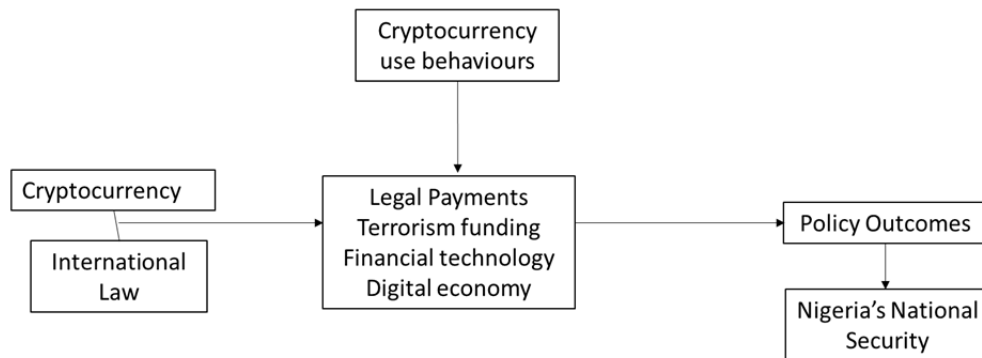 Cryptocurrency
use behaviours
Cryptocurrency
International
Law
Legal Payments
Terrorism funding
Financial technology
Digital economy
Policy Outcomes
Nigeria’s National
Security